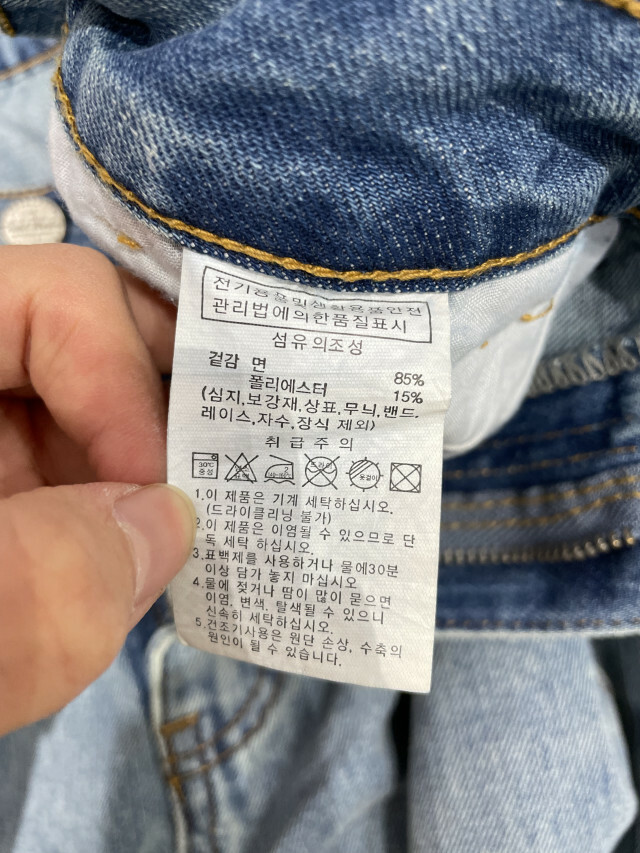 전기용품및생활용품안전
관리법에의한품질표시
섬유의조성
겉감 면 85%
폴리에스터 15%
(심지,보강재,상표,무늬,밴드,
레이스,자수,장식 제외)
취급주의
30℃
중성
드라이
옷걸이
1.이 제품은 기계 세탁하십시오.
(드라이클리닝 불가)
2.이 제품은 이염될 수 있으므로 단
독 세탁 하십시오.
3.표백제를 사용하거나 물에30분
이상 담가 놓지 마십시오
4.물에 젖거나 땀이 많이 묻으면
이염, 변색, 탈색될 수 있으니
신속히 세탁하십시오.
5.건조기사용은 원단 손상, 수축의
원인이 될 수 있습니다.